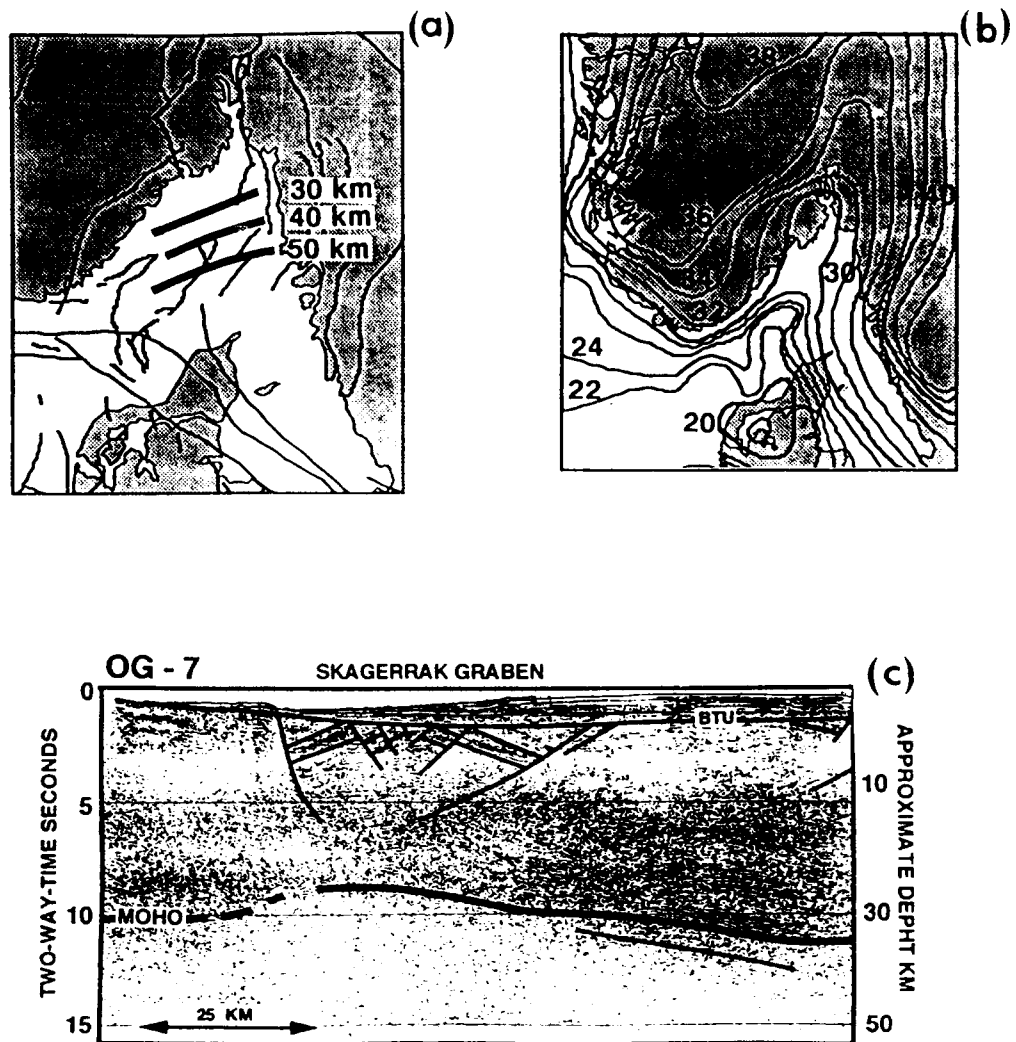 (a)
30 km
40 km
50 km
(b)
38
36
30
24
22
20
OG - 7
SKAGERRAK GRABEN
(c)
TWO-WAY-TIME SECONDS
0
5
10
15
BTU
MOHO
25 KM
10
30
50
APPROXIMATE DEPHT KM